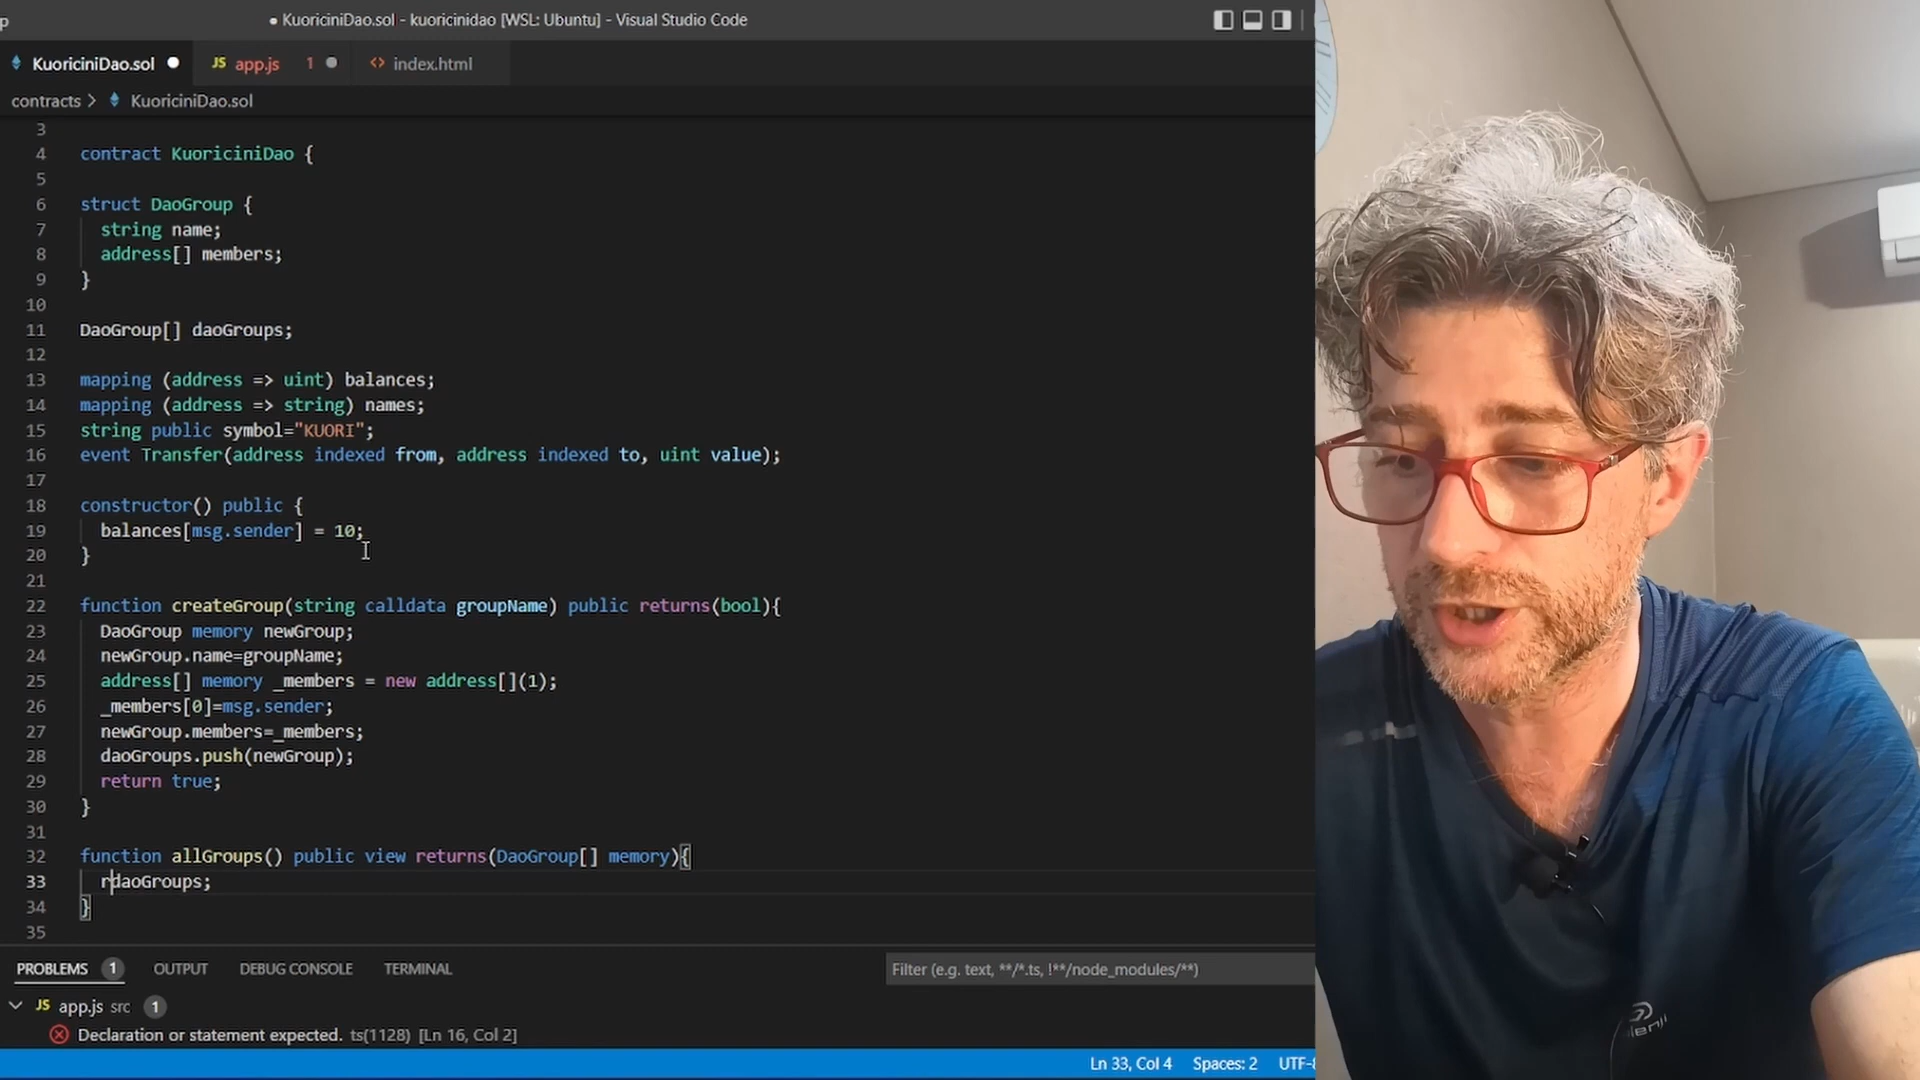 p
● KuoriciniDao.sol - kuoricinidao [WSL: Ubuntu] - Visual Studio Code
KuoriciniDao.sol
JS app.js 1
<> index.html
contracts > KuoriciniDao.sol
3
4 contract KuoriciniDao {
5
6 struct DaoGroup {
7 string name;
8 address[] members;
9 }
10
11 DaoGroup[] daoGroups;
12
13 mapping (address => uint) balances;
14 mapping (address => string) names;
15 string public symbol="KUORI";
16 event Transfer(address indexed from, address indexed to, uint value);
17
18 constructor() public {
19 balances[msg.sender] = 10;
20 }
21
22 function createGroup(string calldata groupName) public returns(bool){
23 DaoGroup memory newGroup;
24 newGroup.name=groupName;
25 address[] memory _members = new address[](1);
26 _members[0]=msg.sender;
27 newGroup.members=_members;
28 daoGroups.push(newGroup);
29 return true;
30 }
31
32 function allGroups() public view returns(DaoGroup[] memory){
33 rdaoGroups;
34 }
35
PROBLEMS 1 OUTPUT DEBUG CONSOLE TERMINAL Filter (e.g. text, **/*.ts, !**/node_modules/**)
JS app.js src 1
Declaration or statement expected. ts(1128) [Ln 16, Col 2]
Ln 33, Col 4 Spaces: 2 UTF-8